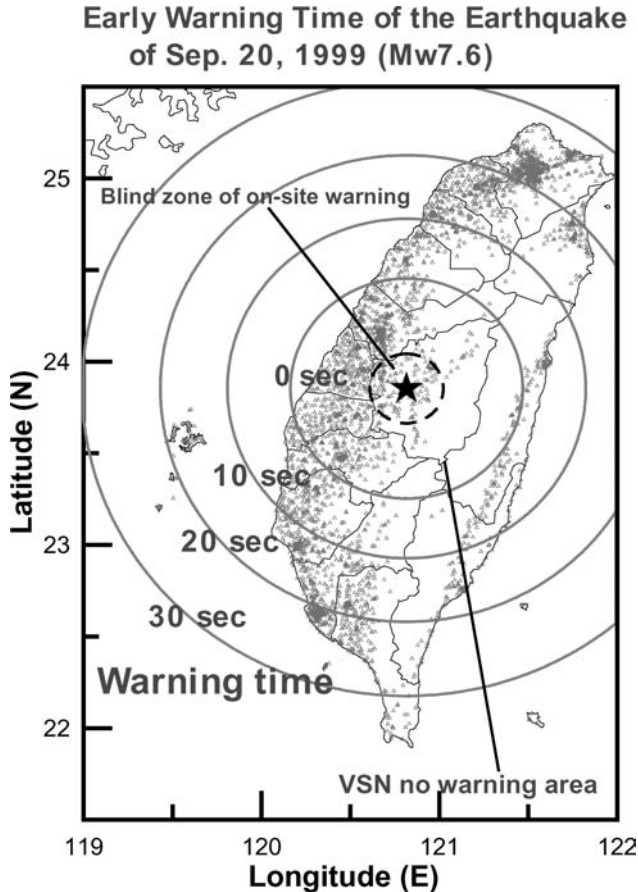 Early Warning Time of the Earthquake
of Sep. 20, 1999 (Mw7.6)
25
Blind zone of on-site warning
24
0 sec
Latitude (N)
10 sec
23
20 sec
30 sec
Warning time
22
VSN no warning area
119
120
121
122
Longitude (E)